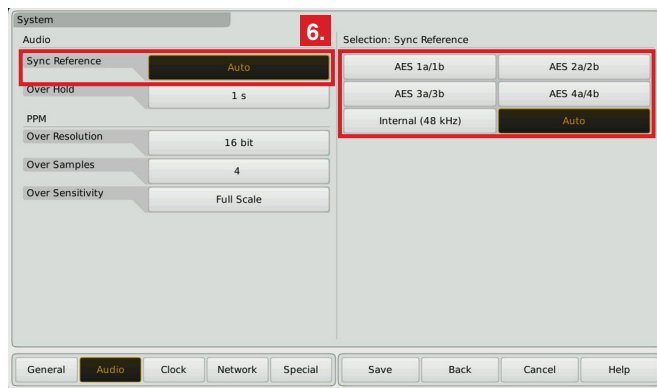 System
6.
Audio
Sync Reference
Auto
Over Hold
1 s
PPM
Over Resolution
16 bit
Over Samples
4
Over Sensitivity
Full Scale
Selection: Sync Reference
AES 1a/1b
AES 2a/2b
AES 3a/3b
AES 4a/4b
Internal (48 kHz)
Auto
General
Audio
Clock
Network
Special
Save
Back
Cancel
Help